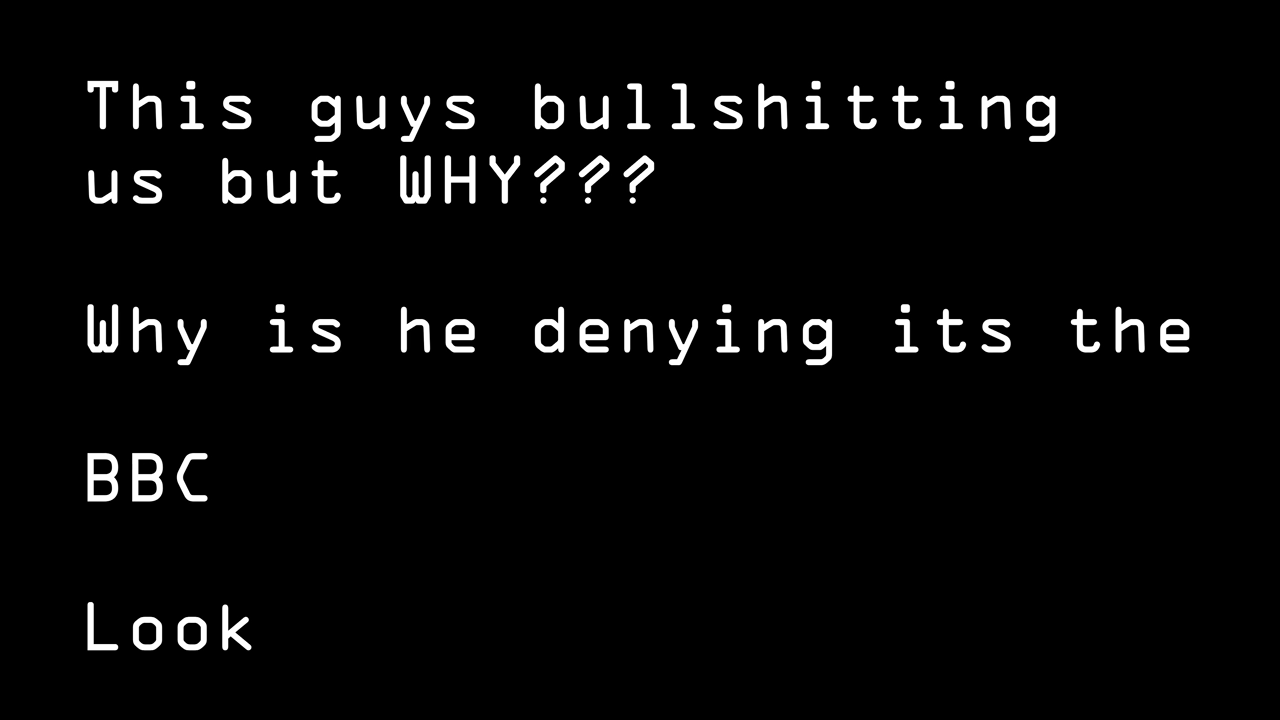 This guys bullshitting
us but WHY???
Why is he denying its the
BBC
Look